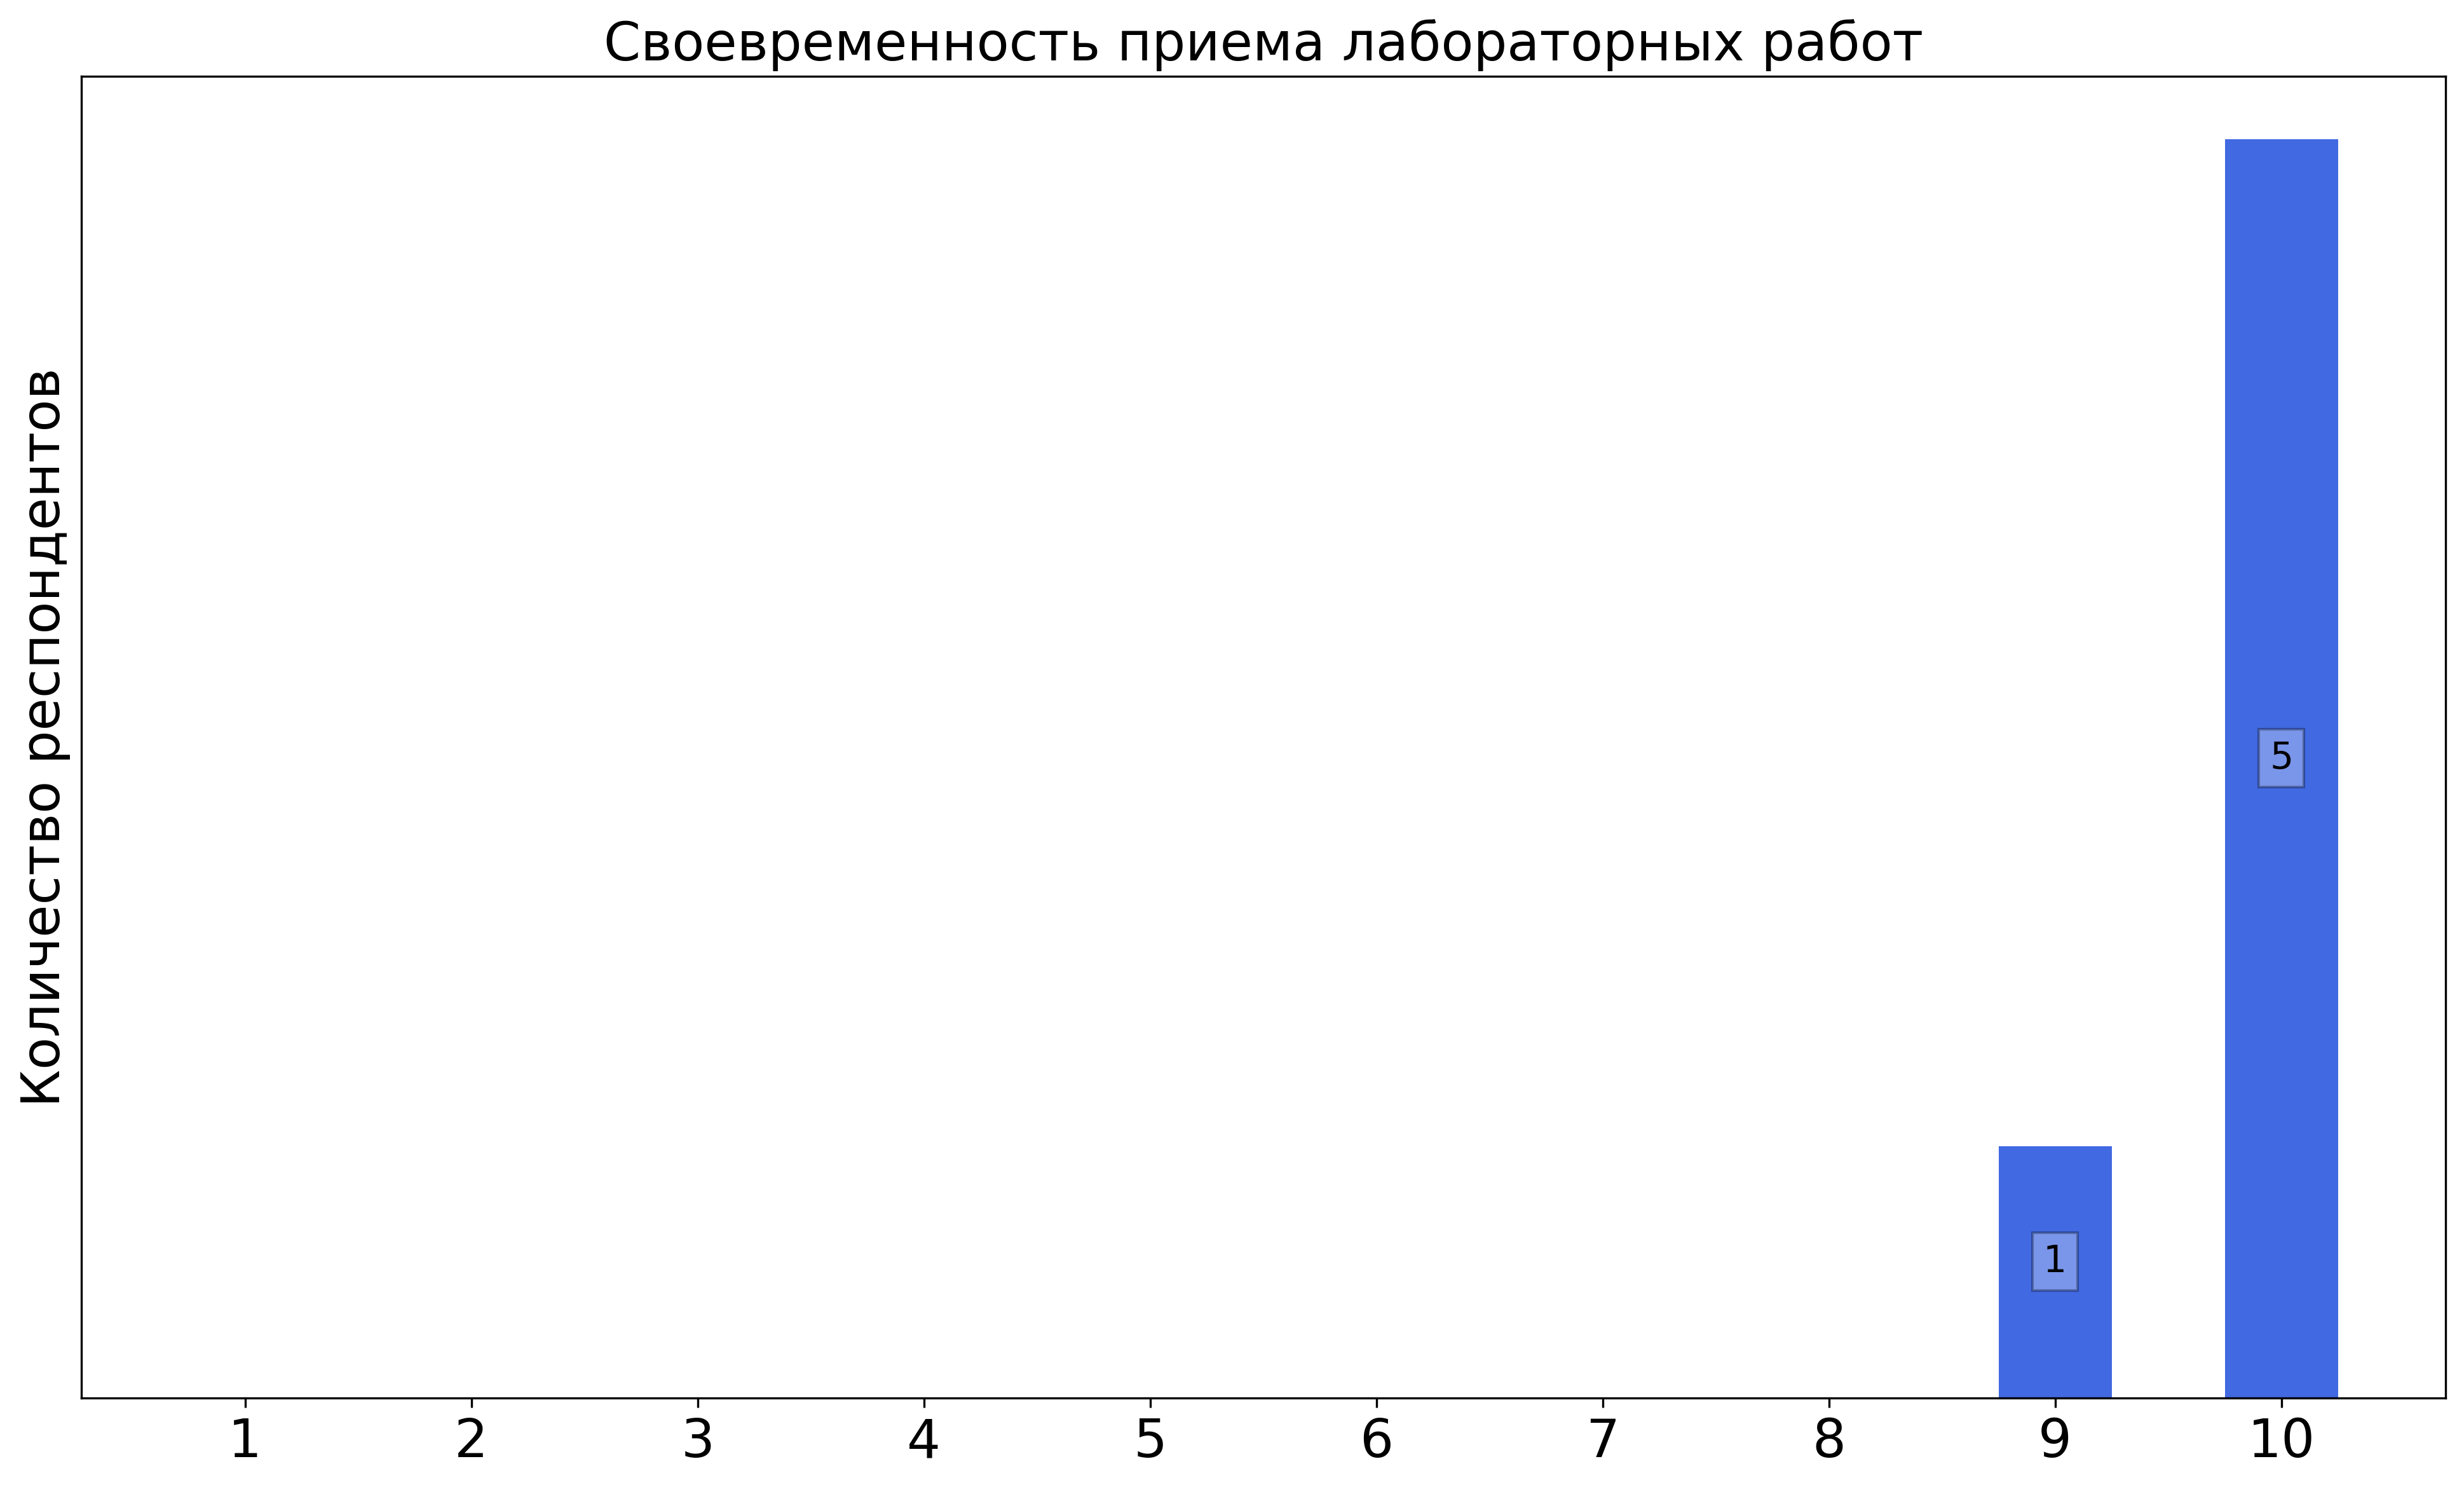 Своевременность приема лабораторных работ
Количество респондентов
5
1
1 2 3 4 5 6 7 8 9 10